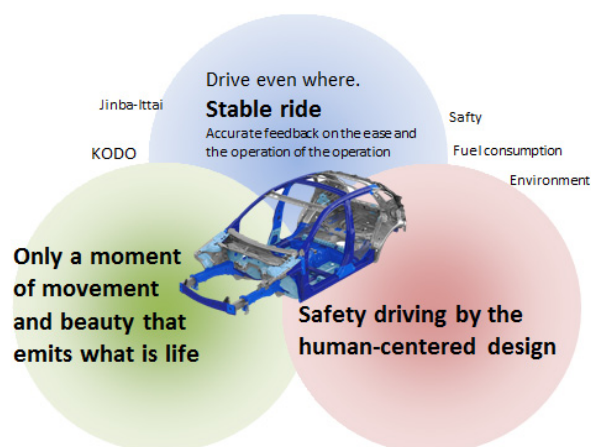 Drive even where.
Stable ride
Accurate feedback on the ease and
the operation of the operation
Jinba-Ittai
KODO
Safty
Fuel consumption
Environment
Only a moment
of movement
and beauty that
emits what is life
Safety driving by the
human-centered design